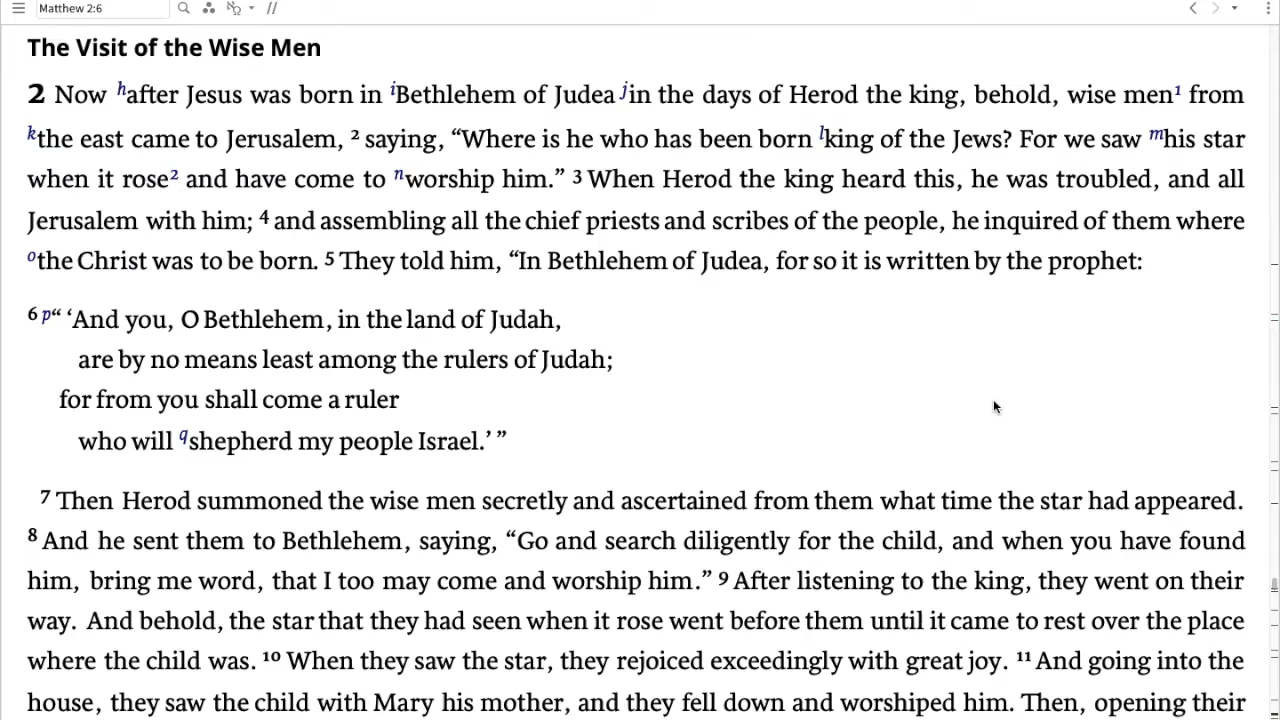 Matthew 2:6
The Visit of the Wise Men
2 Now hafter Jesus was born in iBethlehem of Judea jin the days of Herod the king, behold, wise men1 from
kthe east came to Jerusalem, 2 saying, “Where is he who has been born lking of the Jews? For we saw mhis star
when it rose2 and have come to nworship him.” 3 When Herod the king heard this, he was troubled, and all
Jerusalem with him; 4 and assembling all the chief priests and scribes of the people, he inquired of them where
othe Christ was to be born. 5 They told him, “In Bethlehem of Judea, for so it is written by the prophet:
6 p“ ‘And you, O Bethlehem, in the land of Judah,
are by no means least among the rulers of Judah;
for from you shall come a ruler
who will qshepherd my people Israel.’ ”
7 Then Herod summoned the wise men secretly and ascertained from them what time the star had appeared.
8 And he sent them to Bethlehem, saying, “Go and search diligently for the child, and when you have found
him, bring me word, that I too may come and worship him.” 9 After listening to the king, they went on their
way. And behold, the star that they had seen when it rose went before them until it came to rest over the place
where the child was. 10 When they saw the star, they rejoiced exceedingly with great joy. 11 And going into the
house, they saw the child with Mary his mother, and they fell down and worshiped him. Then, opening their